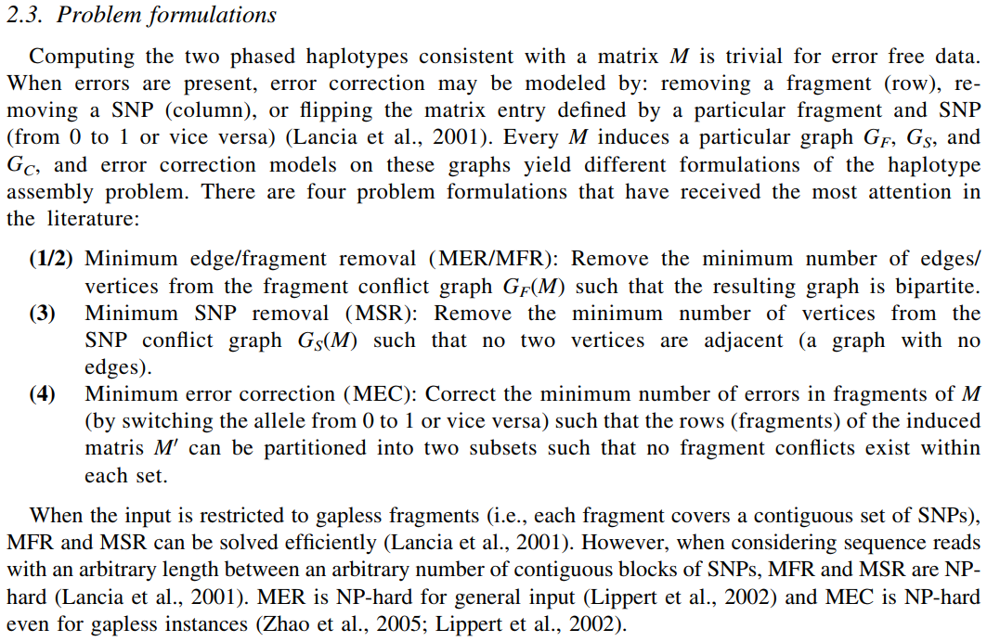 2.3. Problem formulations
Computing the two phased haplotypes consistent with a matrix M is trivial for error free data.
When errors are present, error correction may be modeled by: removing a fragment (row), re-
moving a SNP (column), or flipping the matrix entry defined by a particular fragment and SNP
(from 0 to 1 or vice versa) (Lancia et al., 2001). Every M induces a particular graph GF, GS, and
GC, and error correction models on these graphs yield different formulations of the haplotype
assembly problem. There are four problem formulations that have received the most attention in
the literature:
(1/2) Minimum edge/fragment removal (MER/MFR): Remove the minimum number of edges/
vertices from the fragment conflict graph GF(M) such that the resulting graph is bipartite.
(3) Minimum SNP removal (MSR): Remove the minimum number of vertices from the
SNP conflict graph GS(M) such that no two vertices are adjacent (a graph with no
edges).
(4) Minimum error correction (MEC): Correct the minimum number of errors in fragments of M
(by switching the allele from 0 to 1 or vice versa) such that the rows (fragments) of the induced
matris M′ can be partitioned into two subsets such that no fragment conflicts exist within
each set.
When the input is restricted to gapless fragments (i.e., each fragment covers a contiguous set of SNPs),
MFR and MSR can be solved efficiently (Lancia et al., 2001). However, when considering sequence reads
with an arbitrary length between an arbitrary number of contiguous blocks of SNPs, MFR and MSR are NP-
hard (Lancia et al., 2001). MER is NP-hard for general input (Lippert et al., 2002) and MEC is NP-hard
even for gapless instances (Zhao et al., 2005; Lippert et al., 2002).